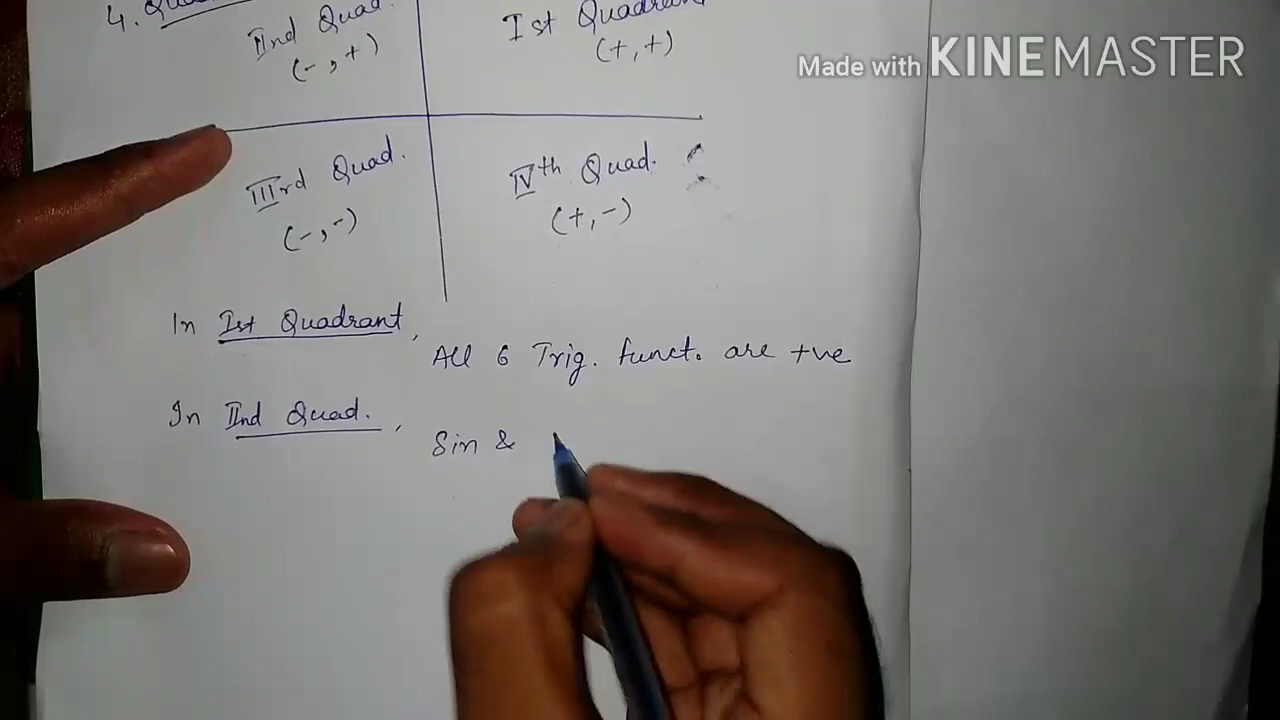 4.
IInd Quad.
(-,+)
Ist Quadrant
(+,+)
Made with KINEMASTER
IIIrd Quad.
(-,-)
IVth Quad.
(+,-)
In Ist Quadrant,
All 6 Trig. funct. are +ve
In IInd Quad.,
Sin &